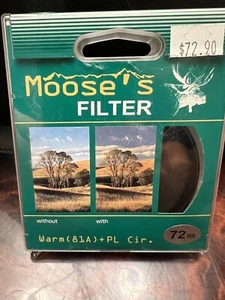 $72.90
Moose's
FILTER
without with
Warm(81A)+PL Cir.
72mm